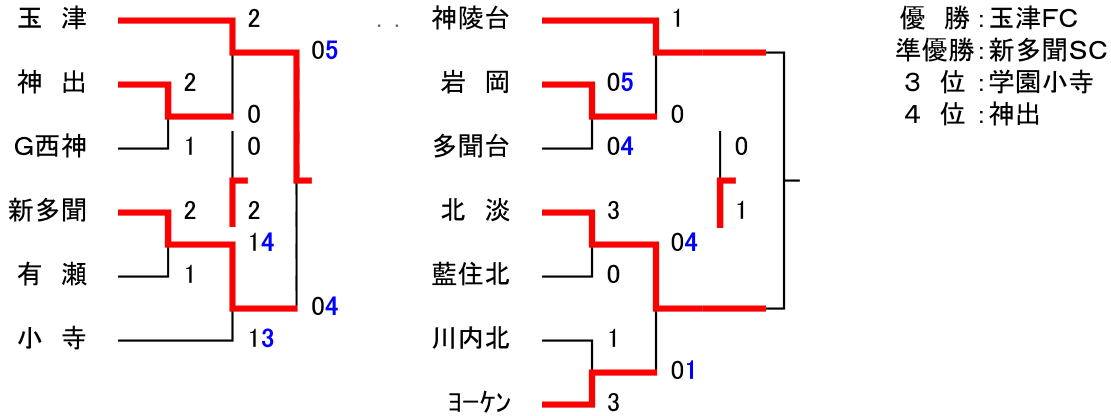 玉 津 2
05
神 出 2
0
G西神 1
0
新多聞 2
2
14
有 瀬 1
04
小 寺 13
. .
神陵台 1
岩 岡 05
0
多聞台 04
0
北 淡 3
1
04
藍住北 0
川内北 1
01
ヨーケン 3
優 勝:玉津FC
準優勝:新多聞SC
3 位:学園小寺
4 位:神出